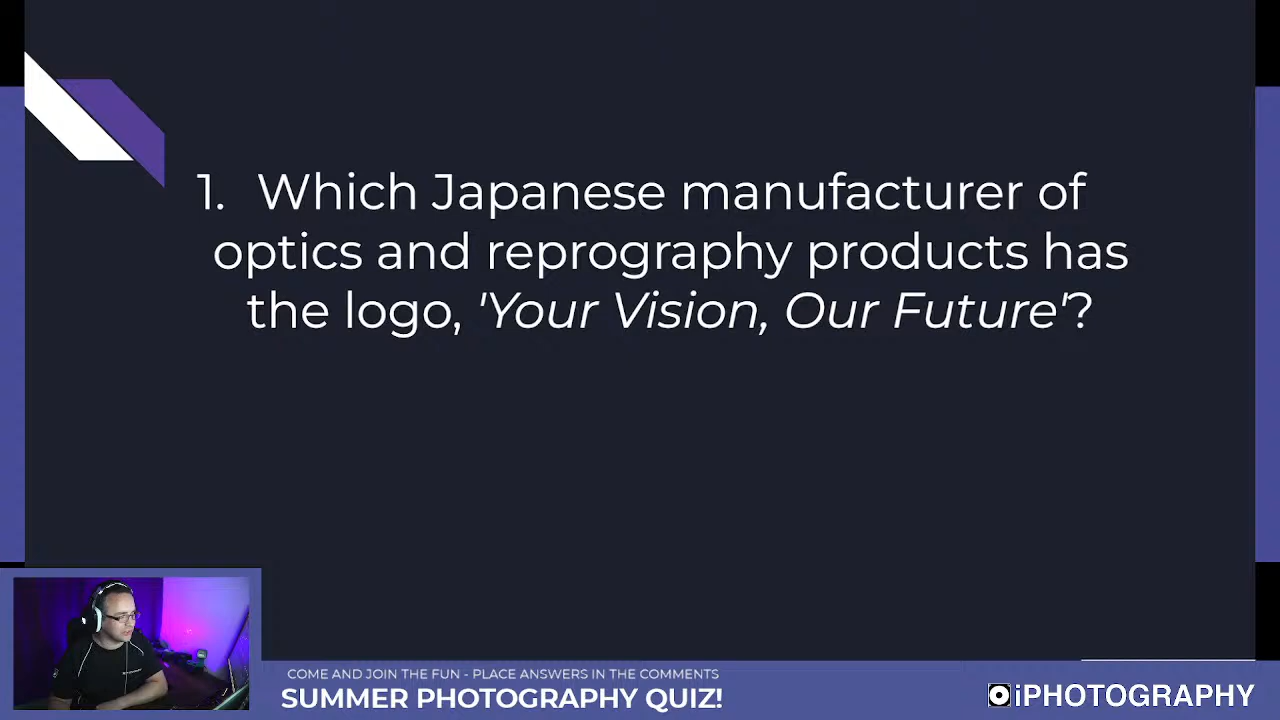 1. Which Japanese manufacturer of
optics and reprography products has
the logo, 'Your Vision, Our Future'?
COME AND JOIN THE FUN - PLACE ANSWERS IN THE COMMENTS
SUMMER PHOTOGRAPHY QUIZ!
iPHOTOGRAPHY